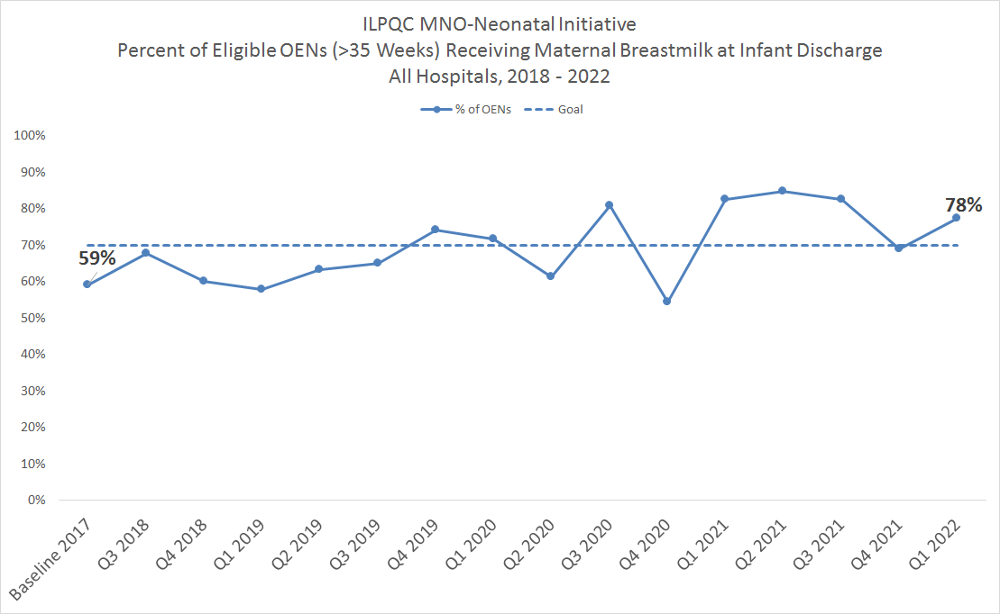 ILPQC MNO-Neonatal Initiative
Percent of Eligible OENs (>35 Weeks) Receiving Maternal Breastmilk at Infant Discharge
All Hospitals, 2018 - 2022
% of OENs Goal
100%
90%
80%
70%
60%
50%
40%
30%
20%
10%
0%
59%
78%
Baseline 2017
Q3 2018
Q4 2018
Q1 2019
Q2 2019
Q3 2019
Q4 2019
Q1 2020
Q2 2020
Q3 2020
Q4 2020
Q1 2021
Q2 2021
Q3 2021
Q4 2021
Q1 2022